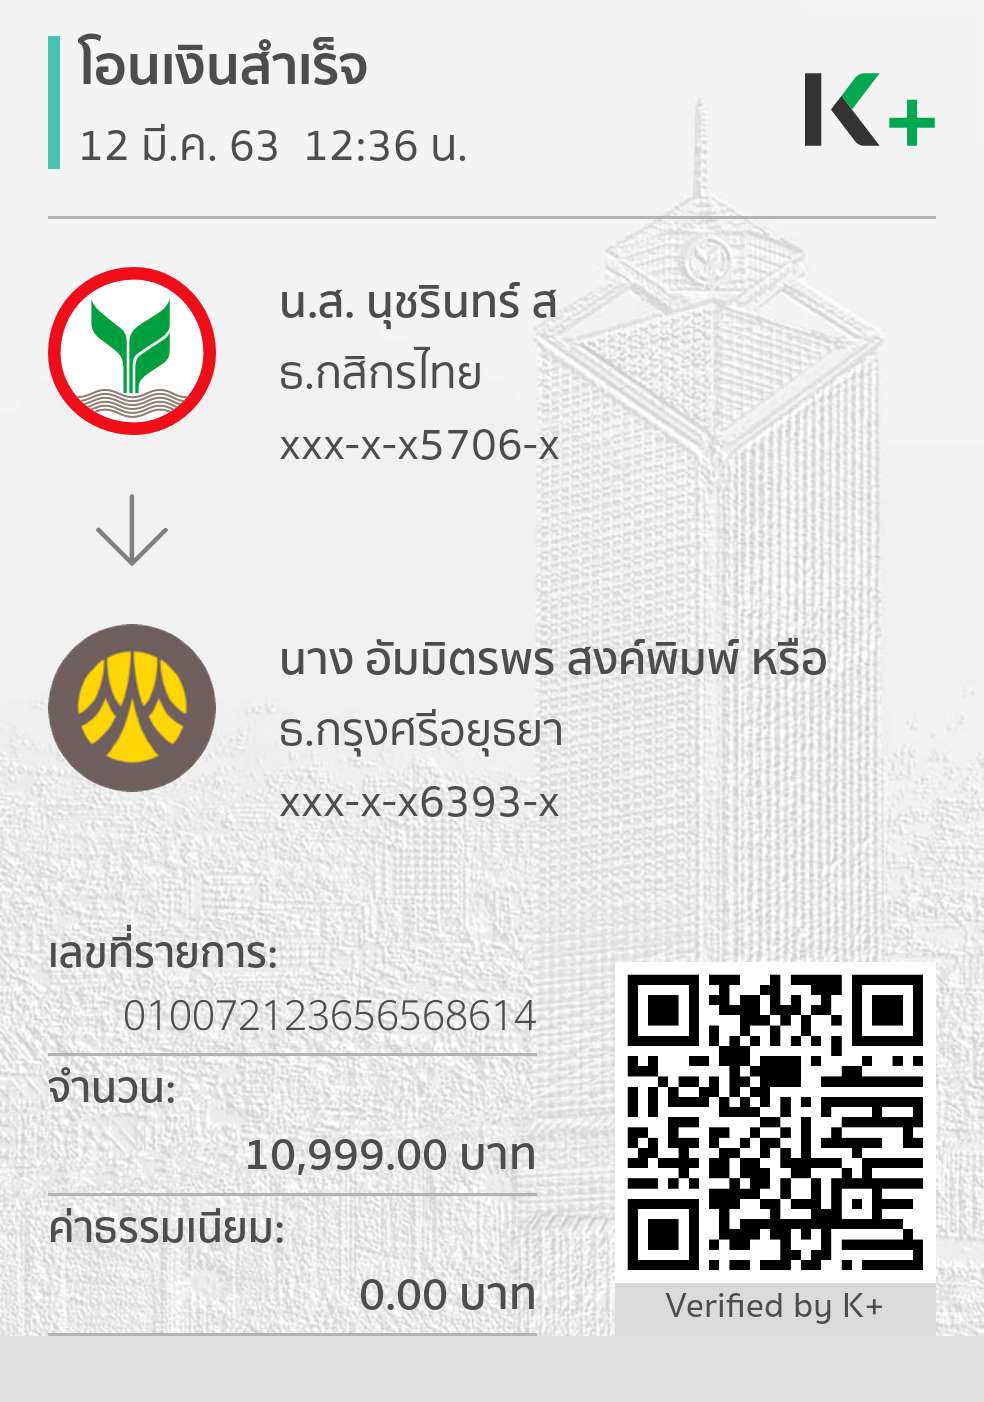 โอนเงินสำเร็จ
12 มี.ค. 63 12:36 น.
K+
น.ส. นุชรินทร์ ส
ธ.กสิกรไทย
xxx-x-x5706-x
นาง อัมมิตรพร สงค์พิมพ์ หรือ
ธ.กรุงศรีอยุธยา
xxx-x-x6393-x
เลขที่รายการ:
010072123656568614
จำนวน:
10,999.00 บาท
ค่าธรรมเนียม:
0.00 บาท
Verified by K+